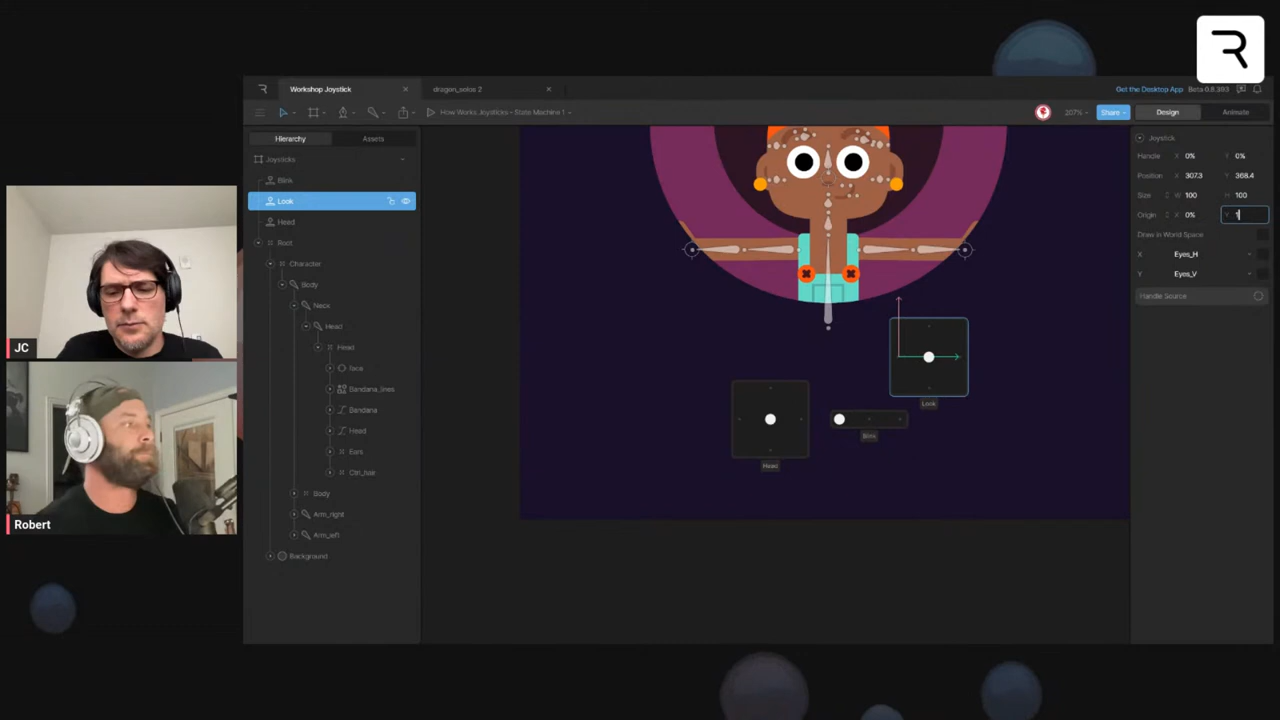 Workshop Joystick
dragon_solos 2
Get the Desktop App
Beta 0.8.393
How Works Joysticks - State Machine 1
207%
Share
Design
Animate
Hierarchy
Assets
Joysticks
Blink
Look
Head
Root
Character
Body
Neck
Head
Head
face
Bandana_lines
Bandana
Head
Ears
Ctrl_hair
Body
Arm_right
Arm_left
Background
Joystick
Handle X 0% Y 0%
Position X 307.3 Y 368.4
Size W 100 H 100
Origin X 0% Y 1
Draw in World Space
X Eyes_H
Y Eyes_V
Handle Source
Look
Blink
Head
JC
Robert